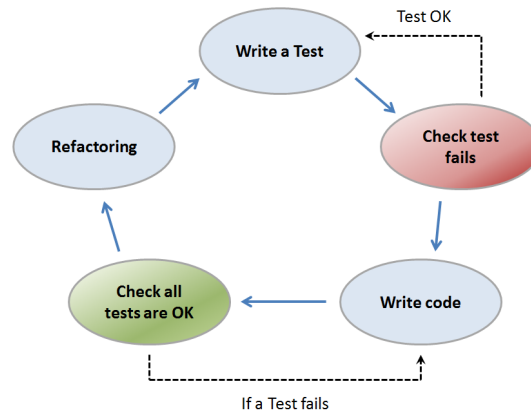 Test OK
Write a Test
Check test
fails
Refactoring
Check all
tests are OK
Write code
If a Test fails